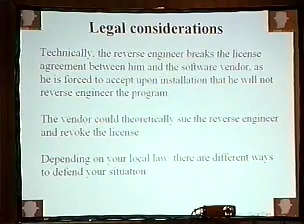 Legal considerations
Technically, the reverse engineer breaks the license
agreement between him and the software vendor, as
he is forced to accept upon installation that he will not
reverse engineer the program.
The vendor could theoretically sue the reverse engineer
and revoke the license
Depending on your local law, there are different ways
to defend your situation